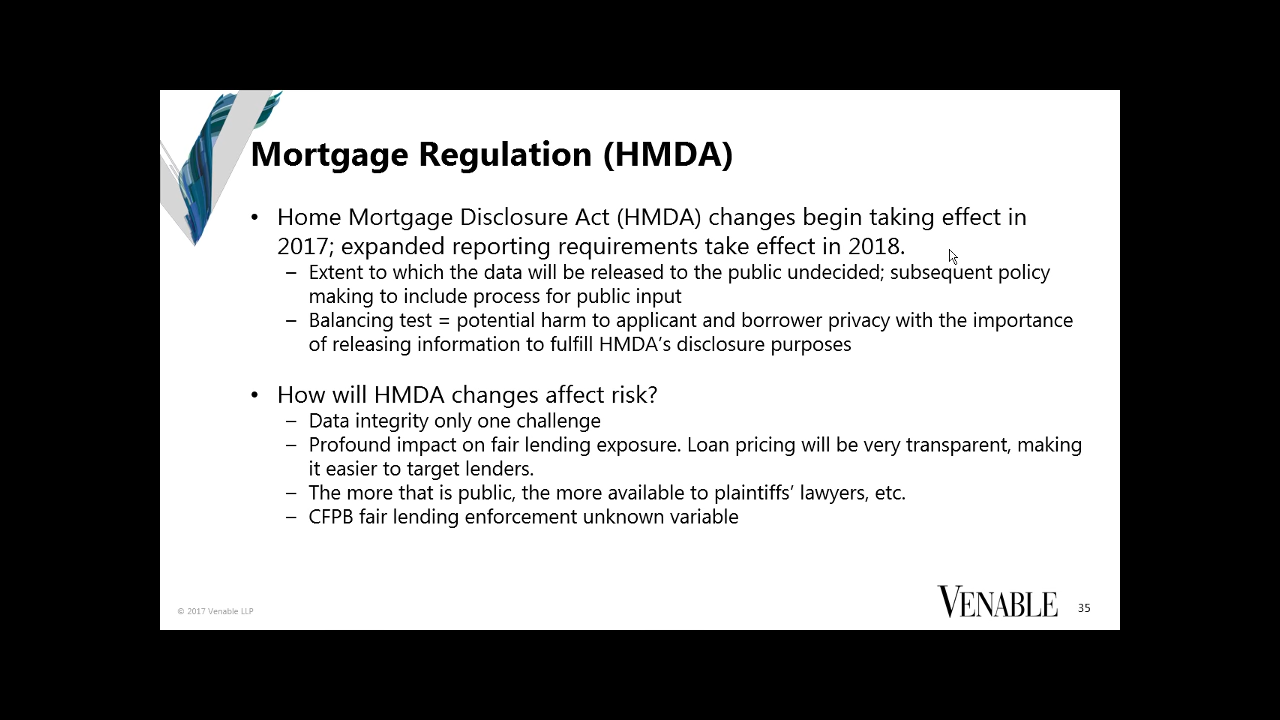 Mortgage Regulation (HMDA)
• Home Mortgage Disclosure Act (HMDA) changes begin taking effect in
2017; expanded reporting requirements take effect in 2018.
– Extent to which the data will be released to the public undecided; subsequent policy
making to include process for public input
– Balancing test = potential harm to applicant and borrower privacy with the importance
of releasing information to fulfill HMDA’s disclosure purposes
• How will HMDA changes affect risk?
– Data integrity only one challenge
– Profound impact on fair lending exposure. Loan pricing will be very transparent, making
it easier to target lenders.
– The more that is public, the more available to plaintiffs’ lawyers, etc.
– CFPB fair lending enforcement unknown variable
© 2017 Venable LLP
VENABLE
35